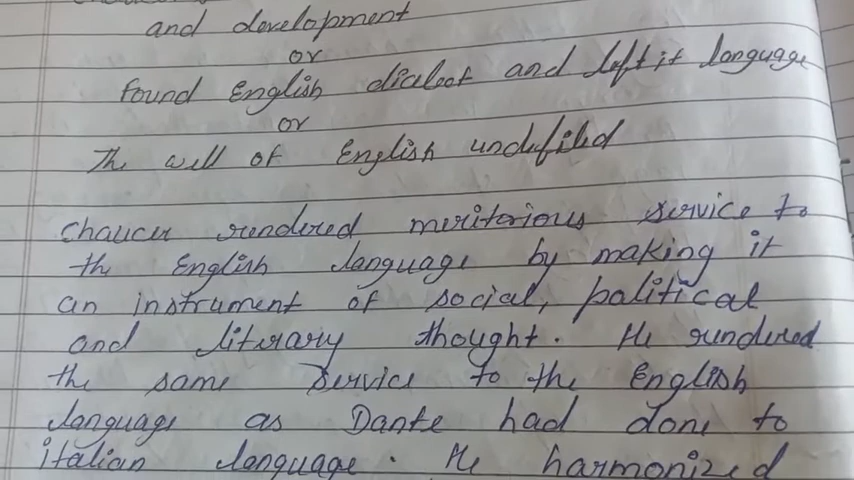 and development
or
found English dialect and left it language
or
The well of English undefiled
Chaucer rendered meritorious service to
the English language by making it
an instrument of social, political
and literary thought. He rendered
the same service to the English
language as Dante had done to
italian language. He harmonized